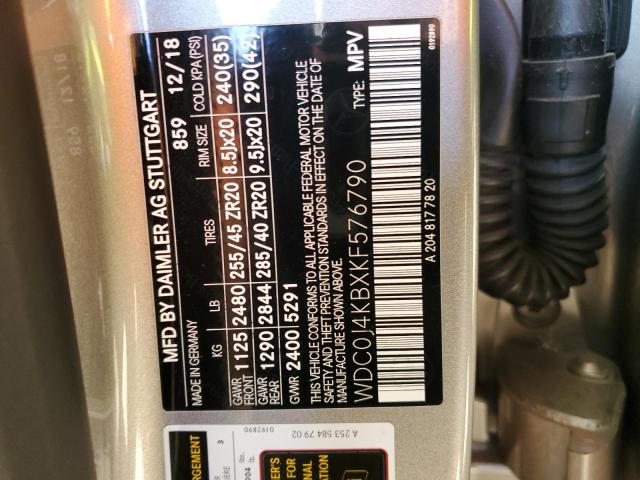 MFD BY DAIMLER AG STUTTGART
MADE IN GERMANY 859 12/18
KG LB TIRES RIM SIZE COLD KPA (PSI)
GAWR FRONT 1125 2480 255/45 ZR20 8.5Jx20 240(35)
GAWR REAR 1290 2844 285/40 ZR20 9.5Jx20 290(42)
GVWR 2400 5291
THIS VEHICLE CONFORMS TO ALL APPLICABLE FEDERAL MOTOR VEHICLE
SAFETY AND THEFT PREVENTION STANDARDS IN EFFECT ON THE DATE OF
MANUFACTURE SHOWN ABOVE.
TYPE: MPV
WDC0J4KBXKF576790
A 204 817 78 20
0192890
A 253 584 79 02
0192890
3